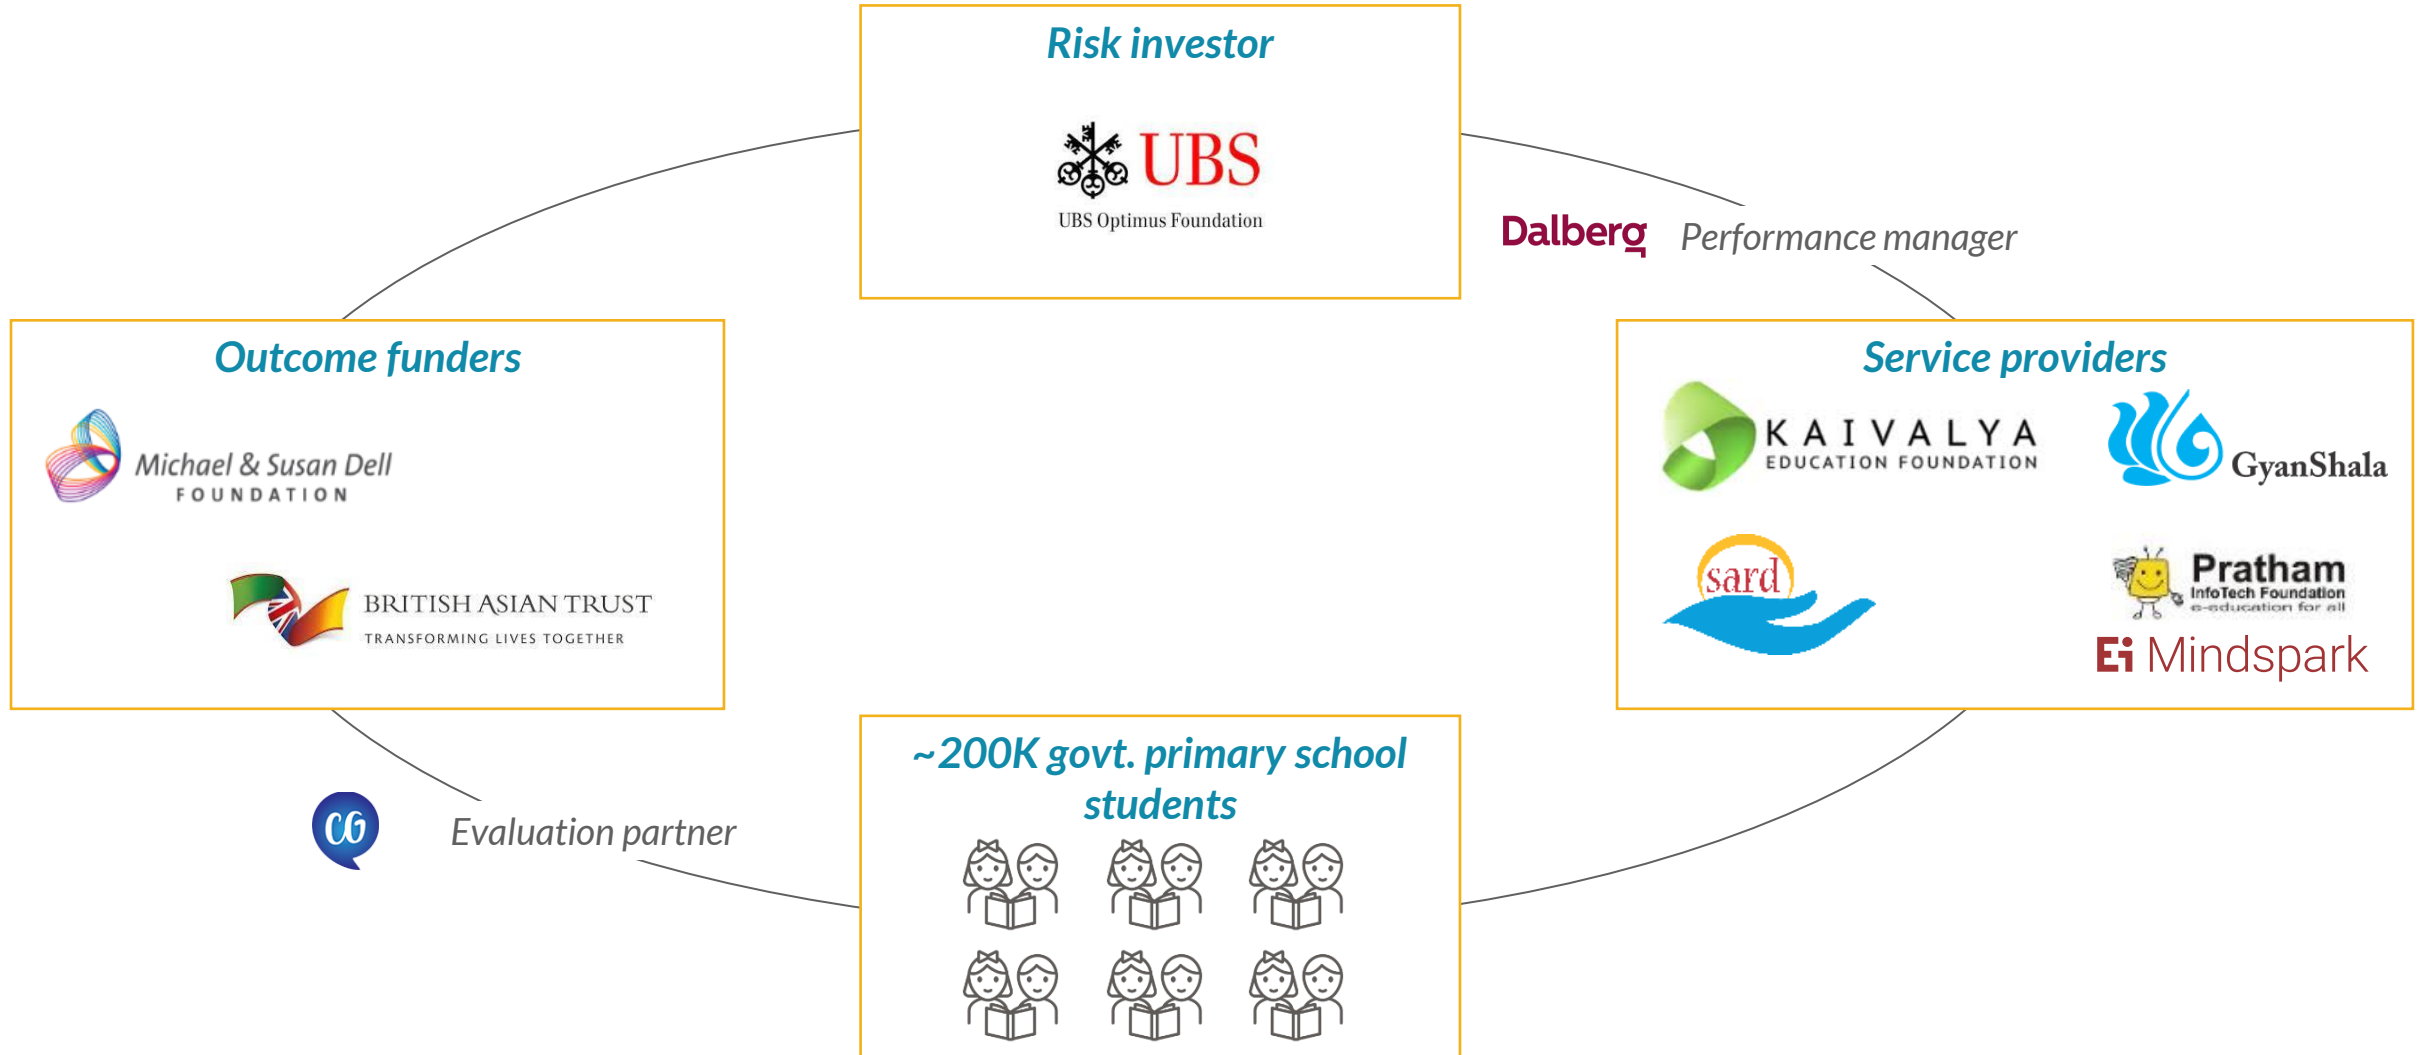 Risk investor
UBS
UBS Optimus Foundation
Dalberg
Performance manager
Outcome funders
Michael & Susan Dell
FOUNDATION
BRITISH ASIAN TRUST
TRANSFORMING LIVES TOGETHER
Service providers
KAIVALYA
EDUCATION FOUNDATION
GyanShala
sard
Pratham
InfoTech Foundation
e-education for all
Ei Mindspark
CG
Evaluation partner
~200K govt. primary school
students